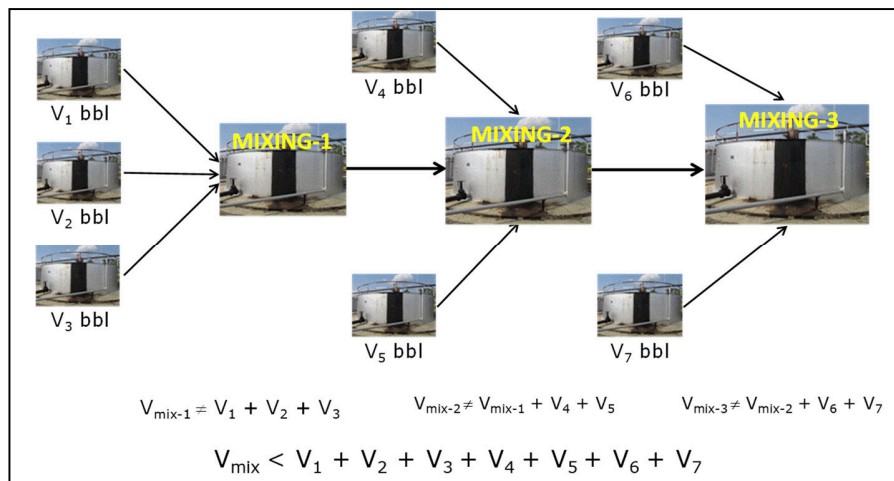 V₁ bbl
V₂ bbl
V₃ bbl
MIXING-1
V₄ bbl
MIXING-2
V₅ bbl
V₆ bbl
MIXING-3
V₇ bbl
Vmix-1 ≠ V₁ + V₂ + V₃
Vmix-2 ≠ Vmix-1 + V₄ + V₅
Vmix-3 ≠ Vmix-2 + V₆ + V₇
Vmix < V₁ + V₂ + V₃ + V₄ + V₅ + V₆ + V₇